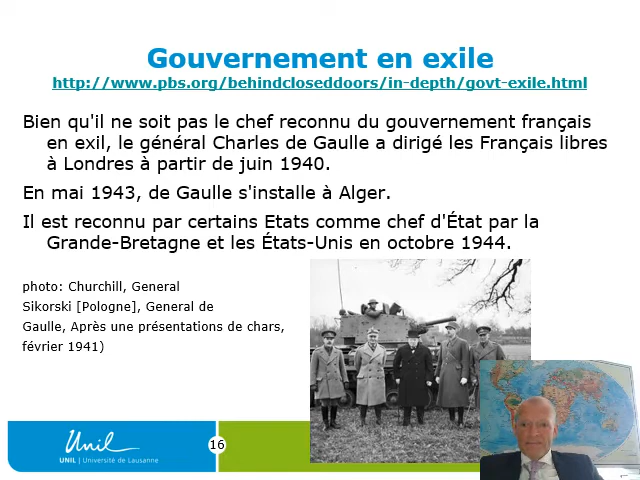 Gouvernement en exile
http://www.pbs.org/behindcloseddoors/in-depth/govt-exile.html
Bien qu'il ne soit pas le chef reconnu du gouvernement français
en exil, le général Charles de Gaulle a dirigé les Français libres
à Londres à partir de juin 1940.
En mai 1943, de Gaulle s'installe à Alger.
Il est reconnu par certains Etats comme chef d'État par la
Grande-Bretagne et les États-Unis en octobre 1944.
photo: Churchill, General
Sikorski [Pologne], General de
Gaulle, Après une présentations de chars,
février 1941)
Unil
UNIL | Université de Lausanne
16